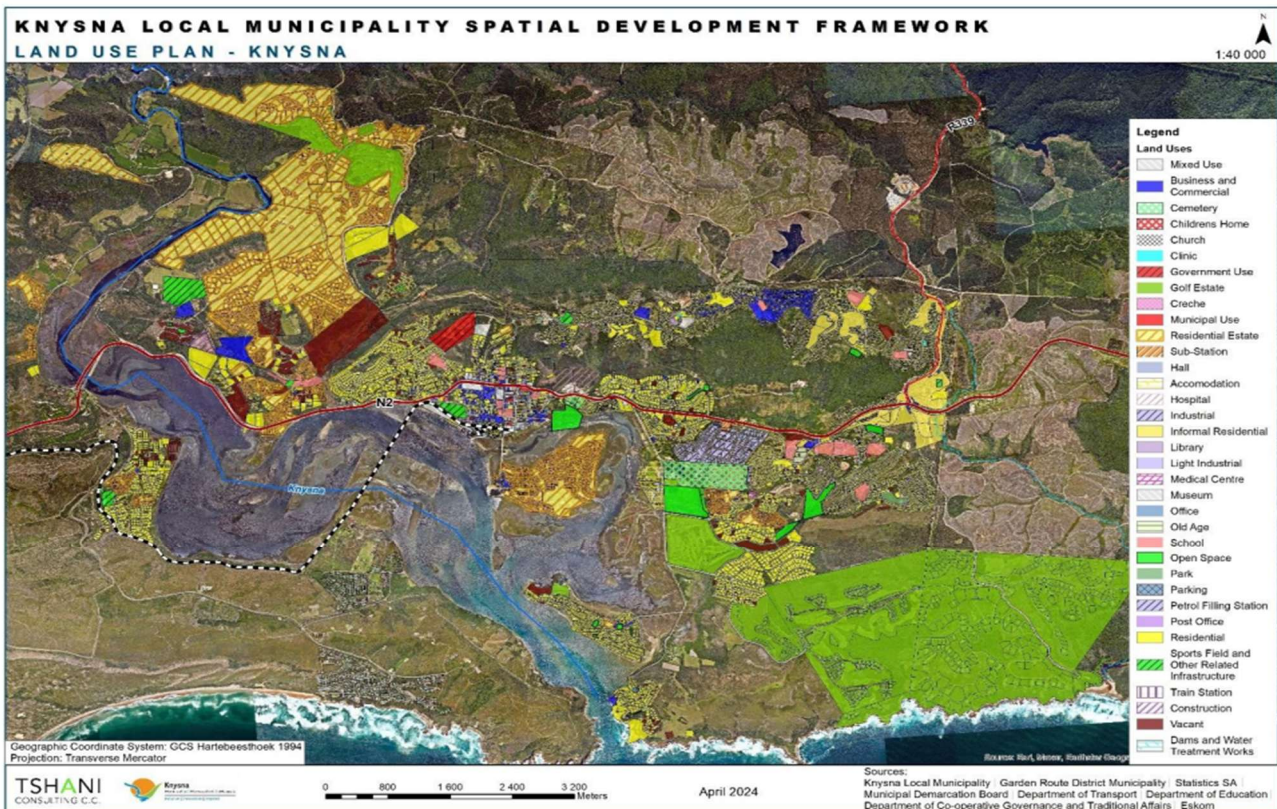 KNYSNA LOCAL MUNICIPALITY SPATIAL DEVELOPMENT FRAMEWORK
LAND USE PLAN - KNYSNA
N
1:40 000
R339
N2
Knysna
Legend
Land Uses
Mixed Use
Business and
Commercial
Cemetery
Childrens Home
Church
Clinic
Government Use
Golf Estate
Creche
Municipal Use
Residential Estate
Sub-Station
Hall
Accomodation
Hospital
Industrial
Informal Residential
Library
Light Industrial
Medical Centre
Museum
Office
Old Age
School
Open Space
Park
Parking
Petrol Filling Station
Post Office
Residential
Sports Field and
Other Related
Infrastructure
Train Station
Construction
Vacant
Dams and Water
Treatment Works
Geographic Coordinate System: GCS Hartebeesthoek 1994
Projection: Transverse Mercator
Source: Esri, Maxar, Earthstar Geogr
TSHANI
CONSULTING C.C.
Knysna
0 800 1 600 2 400 3 200
Meters
April 2024
Sources:
Knysna Local Municipality | Garden Route District Municipality | Statistics SA |
Municipal Demarcation Board | Department of Transport | Department of Education |
Department of Co-operative Governance and Traditional Affairs | Eskom